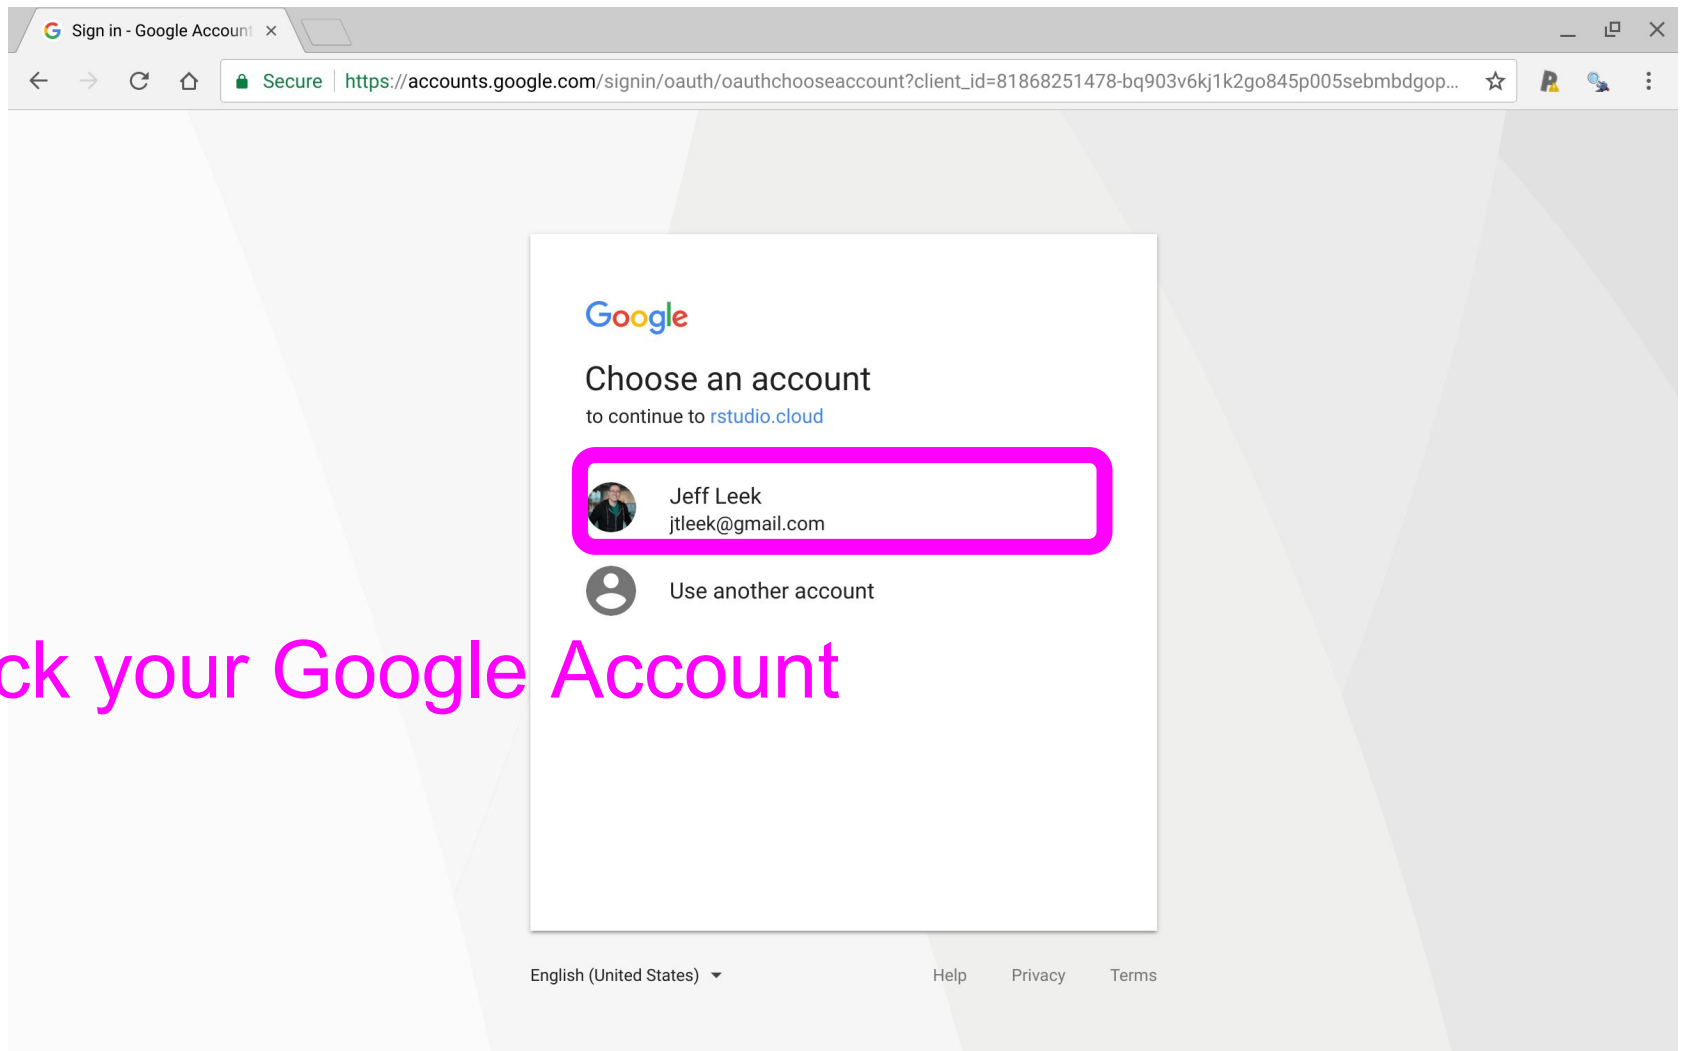 Sign in - Google Account
Secure https://accounts.google.com/signin/oauth/oauthchooseaccount?client_id=81868251478-bq903v6kj1k2go845p005sebmbdgop...
Google
Choose an account
to continue to rstudio.cloud
Jeff Leek
jtleek@gmail.com
Use another account
ck your Google Account
English (United States)
Help Privacy Terms